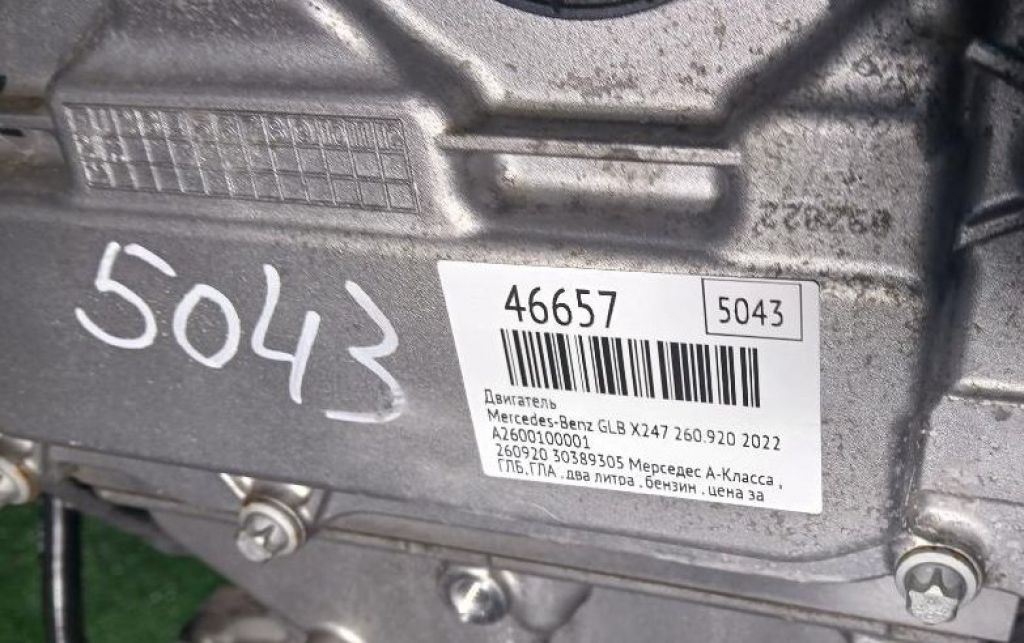 092022
5043
46657
5043
Двигатель
Mercedes-Benz GLB X247 260.920 2022
A2600100001
260920 30389305 Мерседес А-Класса ,
ГЛБ,ГЛА , два литра , бензин , цена за